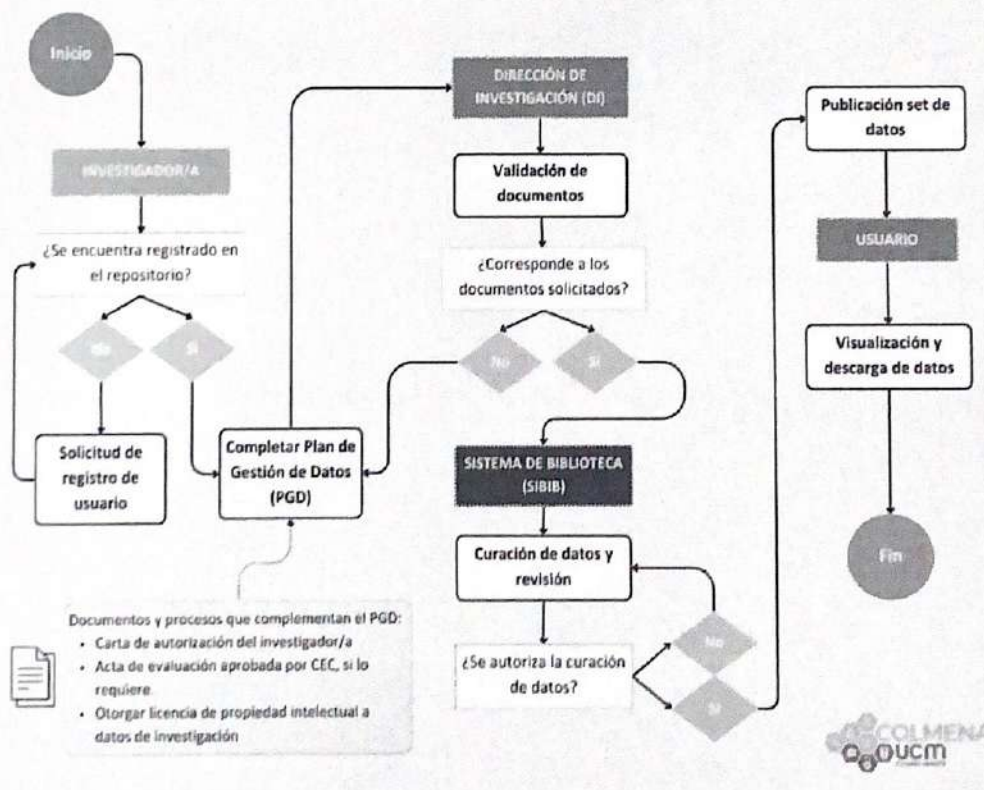 Inicio
INVESTIGADOR/A
¿Se encuentra registrado en
el repositorio?
No
Sí
Solicitud de
registro de
usuario
Completar Plan de
Gestión de Datos
(PGD)
Documentos y procesos que complementan el PGD:
• Carta de autorización del investigador/a
• Acta de evaluación aprobada por CEC, si lo
requiere.
• Otorgar licencia de propiedad intelectual a
datos de investigación
DIRECCIÓN DE
INVESTIGACIÓN (DI)
Validación de
documentos
¿Corresponde a los
documentos solicitados?
No
Sí
SISTEMA DE BIBLIOTECA
(SIBIB)
Curación de datos y
revisión
¿Se autoriza la curación
de datos?
No
Sí
Publicación set de
datos
USUARIO
Visualización y
descarga de datos
Fin
COLMENA
UCM